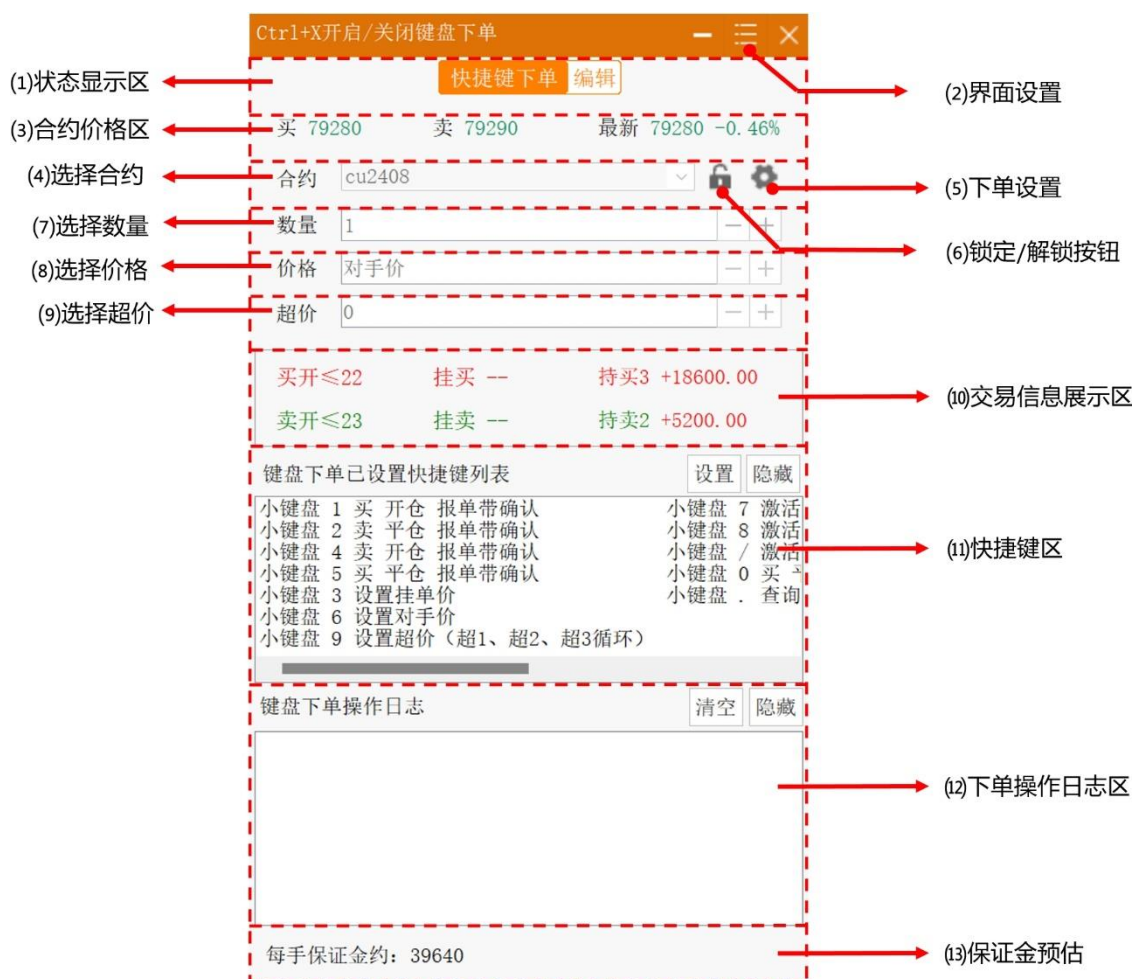 Ctrl+X开启/关闭键盘下单
(1)状态显示区
快捷键下单 编辑
(2)界面设置
(3)合约价格区
买 79280 卖 79290 最新 79280 -0.46%
(4)选择合约
合约 cu2408
(5)下单设置
(6)锁定/解锁按钮
(7)选择数量
数量 1
(8)选择价格
价格 对手价
(9)选择超价
超价 0
买开≤22 挂买 -- 持买3 +18600.00
卖开≤23 挂卖 -- 持卖2 +5200.00
(10)交易信息展示区
键盘下单已设置快捷键列表 设置 隐藏
小键盘 1 买 开仓 报单带确认 小键盘 7 激活
小键盘 2 卖 平仓 报单带确认 小键盘 8 激活
小键盘 4 卖 开仓 报单带确认 小键盘 / 激活
小键盘 5 买 平仓 报单带确认 小键盘 0 买
小键盘 3 设置挂单价 小键盘 . 查询
小键盘 6 设置对手价
小键盘 9 设置超价（超1、超2、超3循环）
(11)快捷键区
键盘下单操作日志 清空 隐藏
(12)下单操作日志区
每手保证金约: 39640
(13)保证金预估